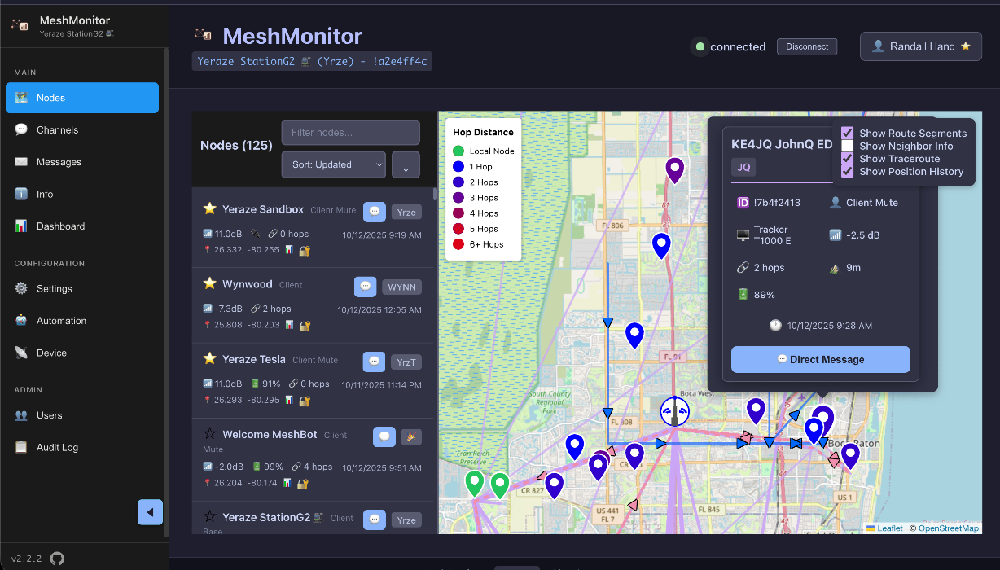 MeshMonitor
Yeraze StationG2
MAIN
Nodes
Channels
Messages
Info
Dashboard
CONFIGURATION
Settings
Automation
Device
ADMIN
Users
Audit Log
v2.2.2
MeshMonitor
Yeraze StationG2 (Yrze) - !a2e4ff4c
connected
Disconnect
Randall Hand
Nodes (125)
Filter nodes...
Sort: Updated
↓
Yeraze Sandbox Client Mute Yrze
11.0dB 0 hops 10/12/2025 9:19 AM
26.332, -80.255
Wynwood Client WYNN
-7.3dB 2 hops 10/12/2025 12:05 AM
25.808, -80.203
Yeraze Tesla Client Mute YrzT
11.0dB 91% 0 hops 10/11/2025 11:14 PM
26.293, -80.295
Welcome MeshBot Client
Mute
-2.0dB 99% 4 hops 10/12/2025 9:51 AM
26.204, -80.174
Yeraze StationG2 Client Yrze
Base
Hop Distance
Local Node
1 Hop
2 Hops
3 Hops
4 Hops
5 Hops
6+ Hops
KE4JQ JohnQ ED
JQ
ID !7b4f2413
Client Mute
Tracker
T1000 E
-2.5 dB
2 hops
9m
89%
10/12/2025 9:28 AM
Direct Message
Show Route Segments
Show Neighbor Info
Show Traceroute
Show Position History
81
81
FL 806
FL 91
South County
Regional
Park
Boca West
FL 808
Boca Raton
Preserve
CR 827
US 441
FL 7
FL 845
US 1
44
42
Leaflet | © OpenStreetMap